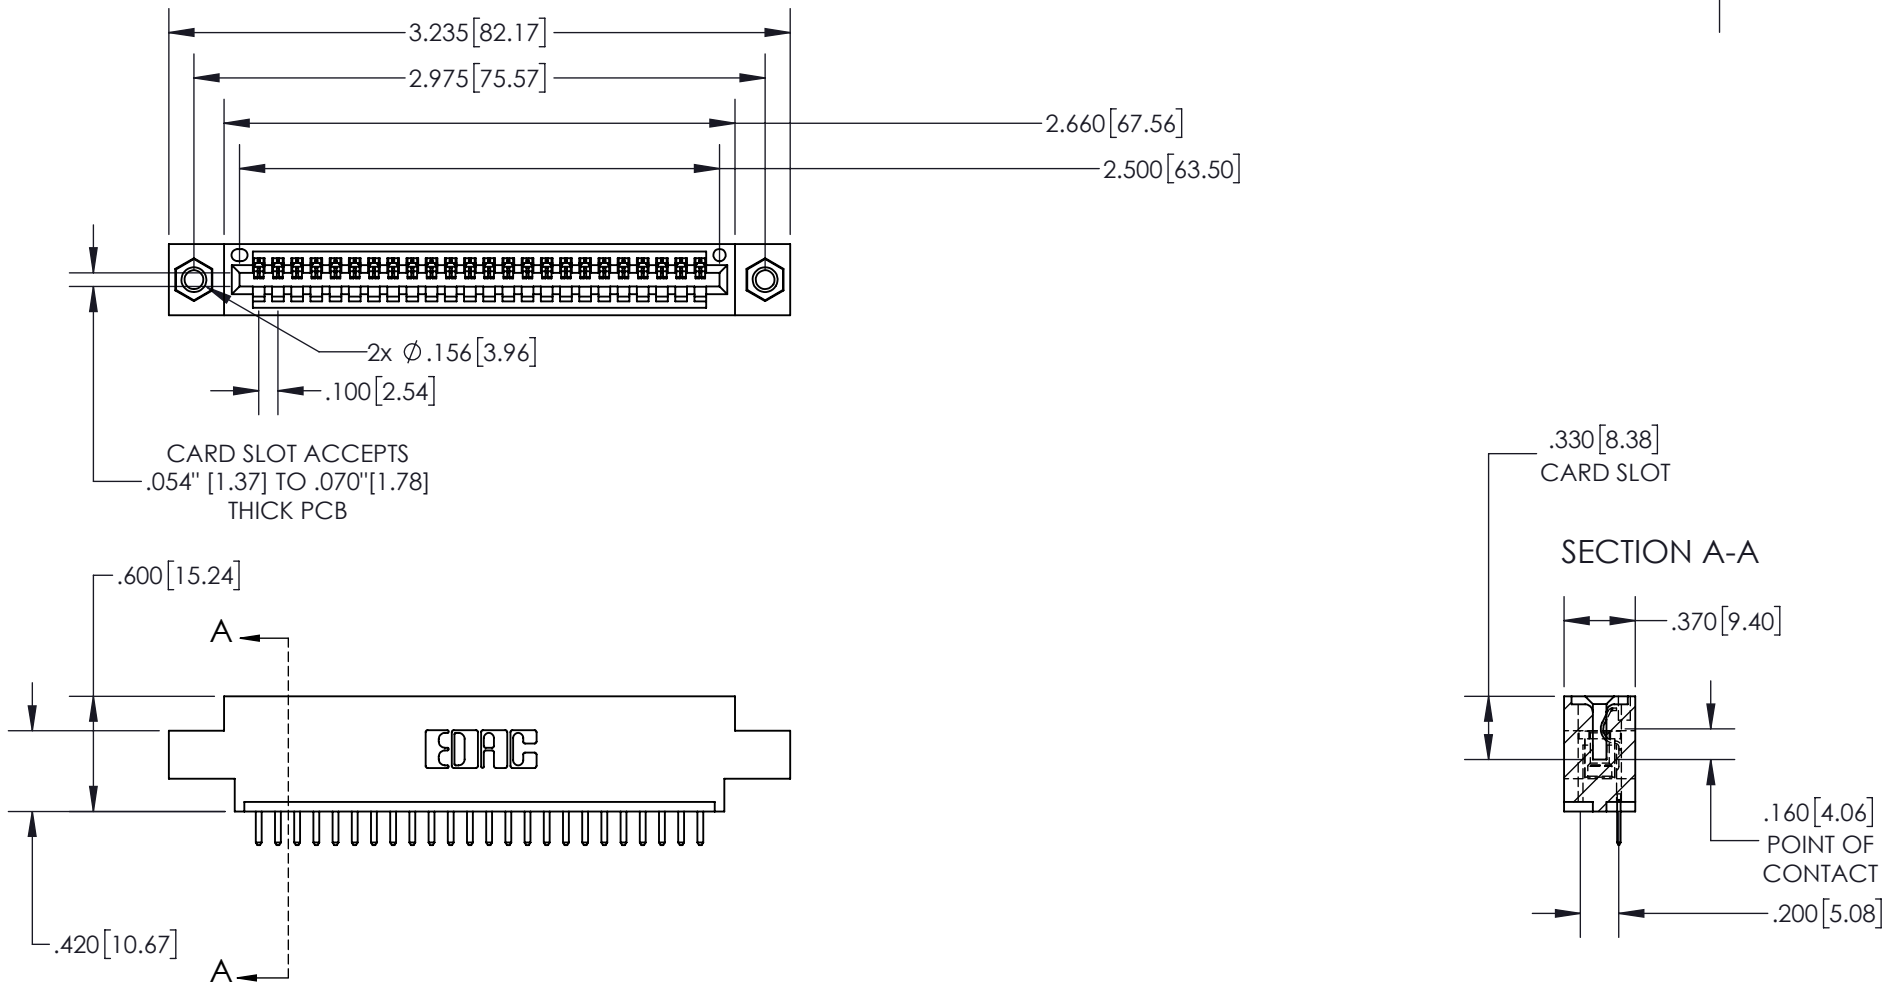 3.235[82.17]
2.975[75.57]
2.660[67.56]
2.500[63.50]
2x ⌀.156[3.96]
.100[2.54]
CARD SLOT ACCEPTS
.054" [1.37] TO .070"[1.78]
THICK PCB
.330[8.38]
CARD SLOT
SECTION A-A
.600[15.24]
A
.370[9.40]
EDAC
.160[4.06]
POINT OF
CONTACT
.200[5.08]
.420[10.67]
A